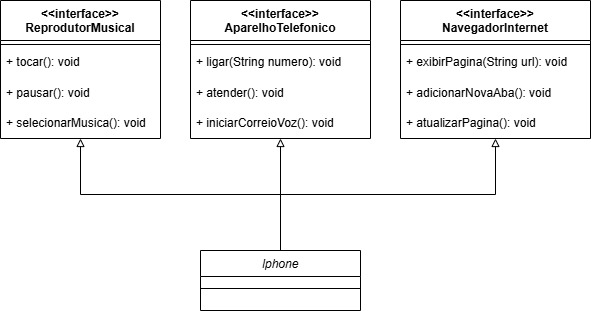 <<interface>>
ReprodutorMusical
+ tocar(): void
+ pausar(): void
+ selecionarMusica(): void
<<interface>>
AparelhoTelefonico
+ ligar(String numero): void
+ atender(): void
+ iniciarCorreioVoz(): void
<<interface>>
NavegadorInternet
+ exibirPagina(String url): void
+ adicionarNovaAba(): void
+ atualizarPagina(): void
Iphone